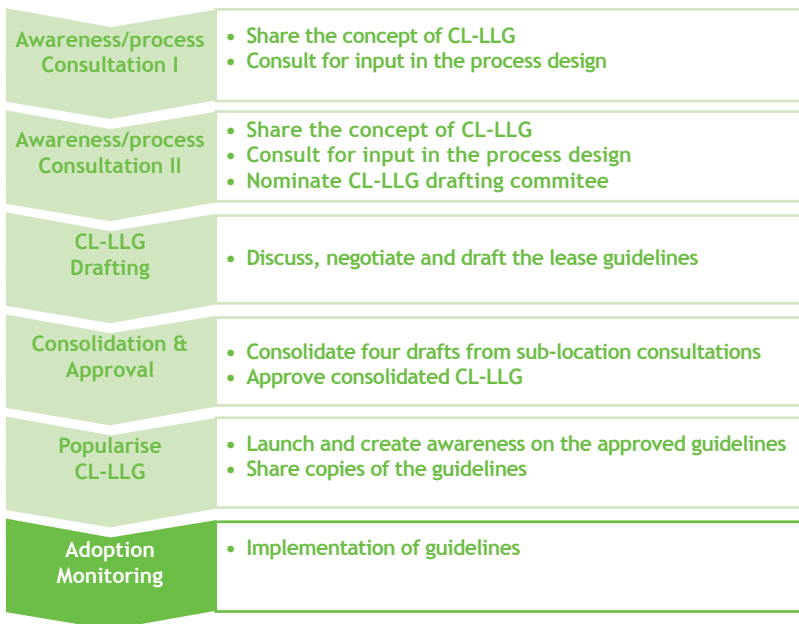 Awareness/process
Consultation I
• Share the concept of CL-LLG
• Consult for input in the process design
Awareness/process
Consultation II
• Share the concept of CL-LLG
• Consult for input in the process design
• Nominate CL-LLG drafting commitee
CL-LLG
Drafting
• Discuss, negotiate and draft the lease guidelines
Consolidation &
Approval
• Consolidate four drafts from sub-location consultations
• Approve consolidated CL-LLG
Popularise
CL-LLG
• Launch and create awareness on the approved guidelines
• Share copies of the guidelines
Adoption
Monitoring
• Implementation of guidelines